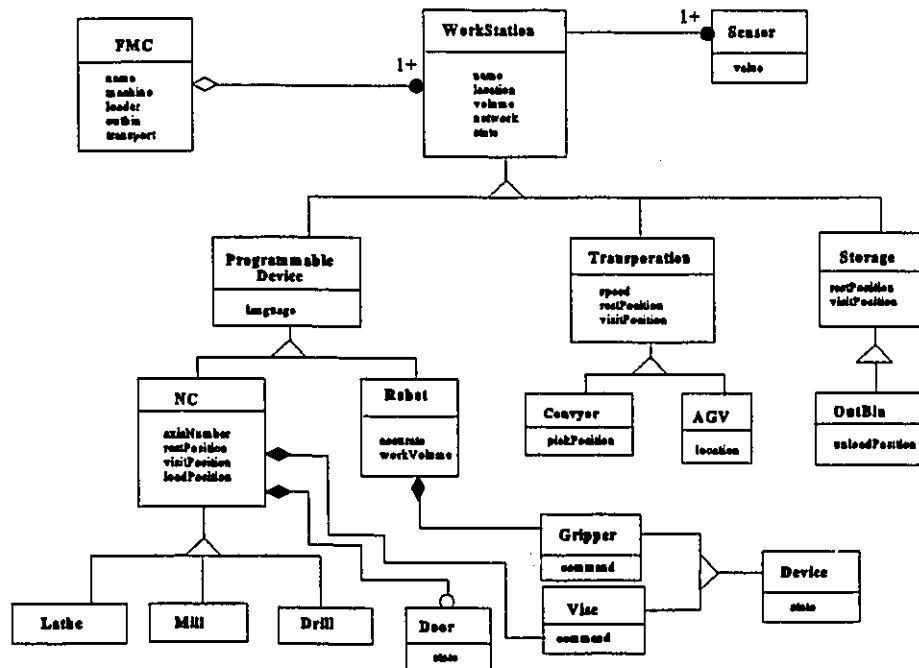 FMC
name
machine
loader
outbin
transport
1+
WorkStation
name
location
volume
network
state
1+
Sensor
value
Programmable
Device
language
Transporation
speed
restPosition
visitPosition
Storage
restPosition
visitPosition
NC
axisNumber
restPosition
visitPosition
loadPosition
Robot
accurate
workVolume
Convyor
pickPosition
AGV
location
OutBin
unloadPosition
Gripper
command
Vise
command
Device
state
Lathe
Mill
Drill
Door
state